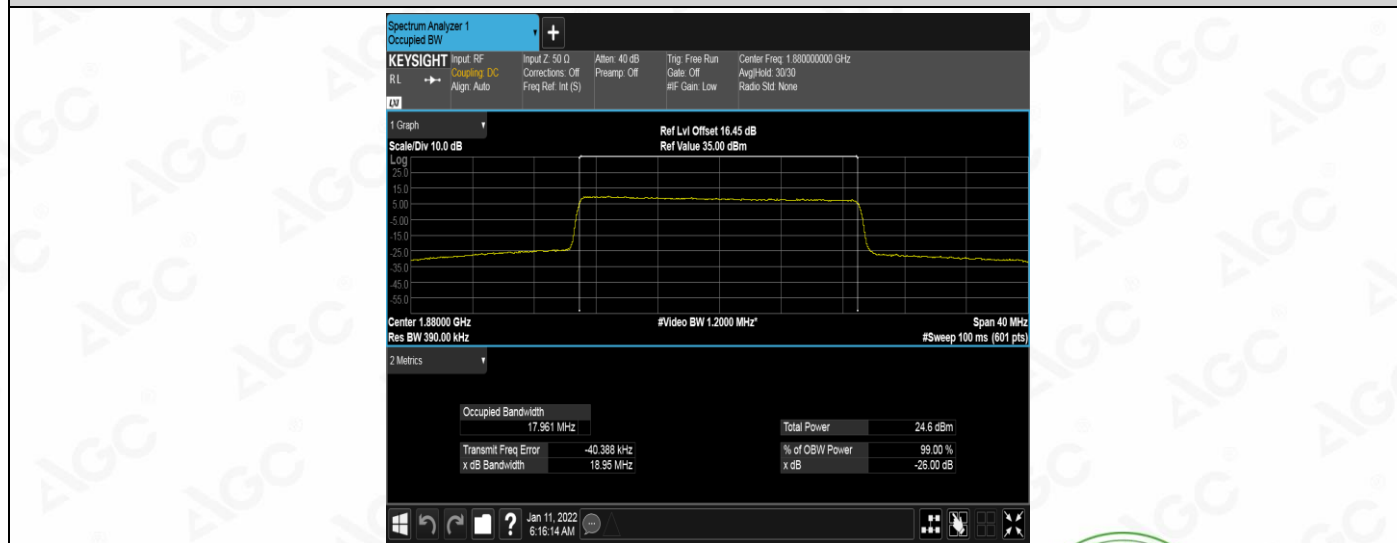 Spectrum Analyzer 1
Occupied BW
+
KEYSIGHT
RL
LXI
Input: RF
Coupling: DC
Align: Auto
Input Z: 50 Ω
Corrections: Off
Freq Ref: Int (S)
Atten: 40 dB
Preamp: Off
Trig: Free Run
Gate: Off
#IF Gain: Low
Center Freq: 1.880000000 GHz
Avg|Hold: 30/30
Radio Std: None
1 Graph
Scale/Div 10.0 dB
Ref Lvl Offset 16.45 dB
Ref Value 35.00 dBm
Log
25.0
15.0
5.00
-5.00
-15.0
-25.0
-35.0
-45.0
-55.0
Center 1.88000 GHz
Res BW 390.00 kHz
#Video BW 1.2000 MHz*
Span 40 MHz
#Sweep 100 ms (601 pts)
2 Metrics
Occupied Bandwidth
17.961 MHz
Transmit Freq Error -40.388 kHz
x dB Bandwidth 18.95 MHz
Total Power 24.6 dBm
% of OBW Power 99.00 %
x dB -26.00 dB
?
Jan 11, 2022
6:16:14 AM
AGC